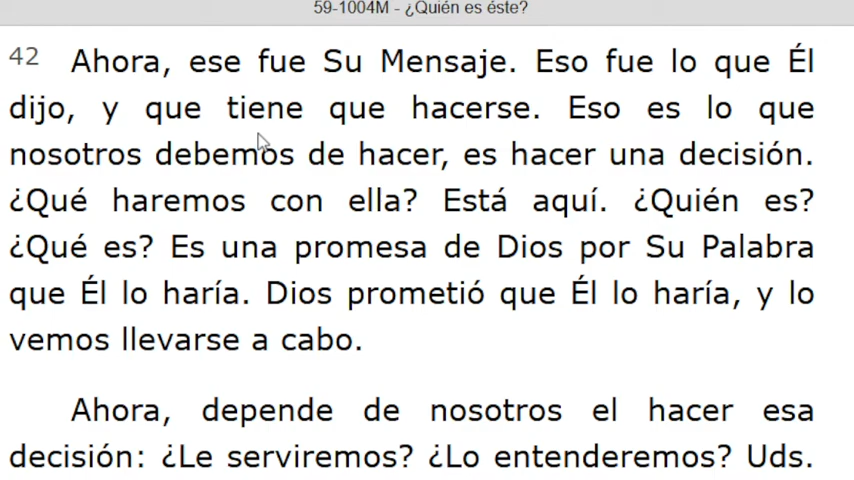 59-1004M - ¿Quién es éste?
42 Ahora, ese fue Su Mensaje. Eso fue lo que Él
dijo, y que tiene que hacerse. Eso es lo que
nosotros debemos de hacer, es hacer una decisión.
¿Qué haremos con ella? Está aquí. ¿Quién es?
¿Qué es? Es una promesa de Dios por Su Palabra
que Él lo haría. Dios prometió que Él lo haría, y lo
vemos llevarse a cabo.
Ahora, depende de nosotros el hacer esa
decisión: ¿Le serviremos? ¿Lo entenderemos? Uds.